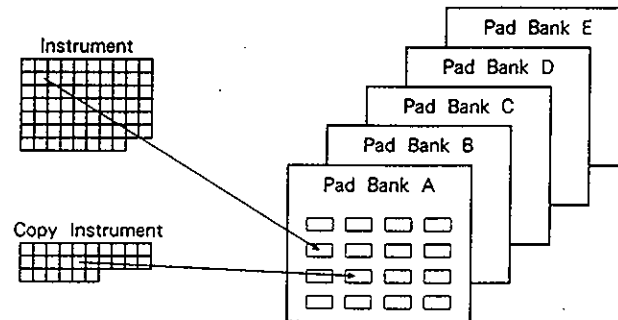 Instrument
Copy Instrument
Pad Bank E
Pad Bank D
Pad Bank C
Pad Bank B
Pad Bank A